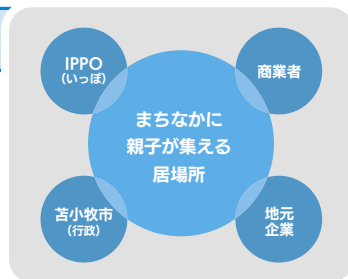 IPPO
（いっぽ）
商業者
まちなかに
親子が集える
居場所
苫小牧市
（行政）
地元
企業